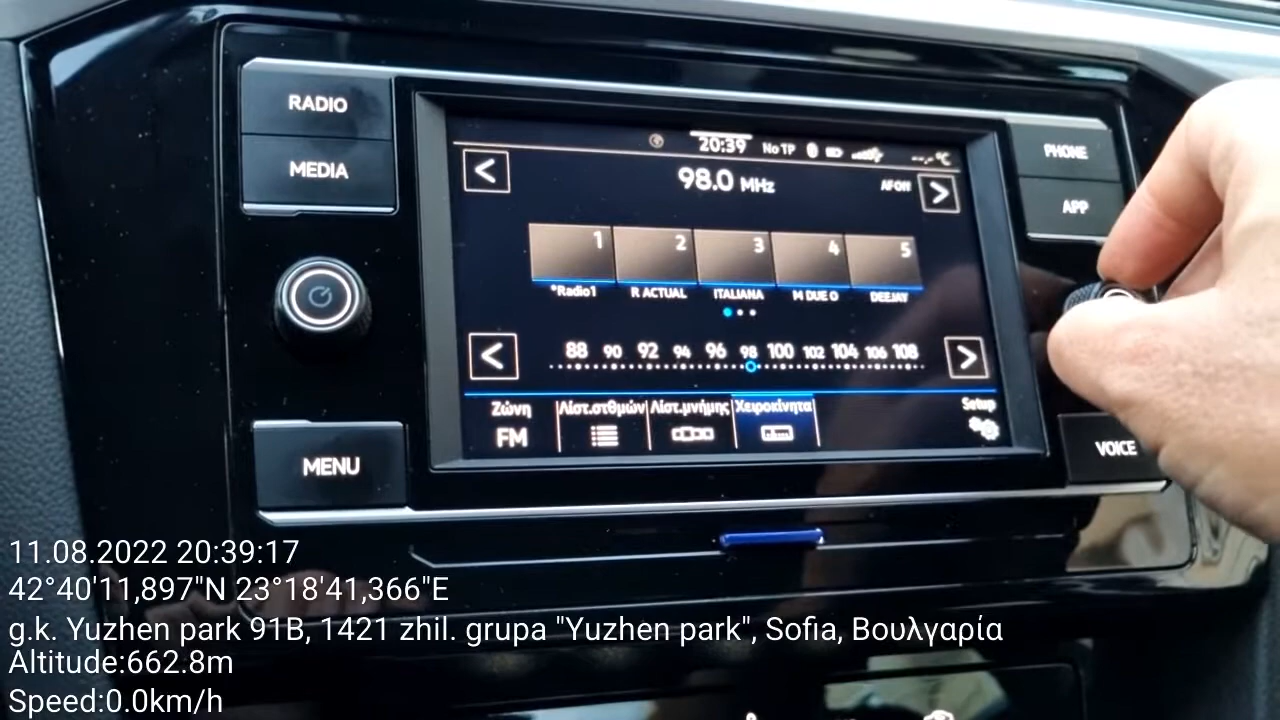 RADIO
MEDIA
MENU
PHONE
APP
VOICE
20:39 No TP --.-°C
98.0 MHz
AF Off
1 2 3 4 5
*Radio1 R ACTUAL ITALIANA M DUE O DEEJAY
88 90 92 94 96 98 100 102 104 106 108
Ζώνη Λίστ.στθμών Λίστ.μνήμης Χειροκίνητα Setup
FM
11.08.2022 20:39:17
42°40'11,897"N 23°18'41,366"E
g.k. Yuzhen park 91B, 1421 zhil. grupa "Yuzhen park", Sofia, Βουλγαρία
Altitude:662.8m
Speed:0.0km/h